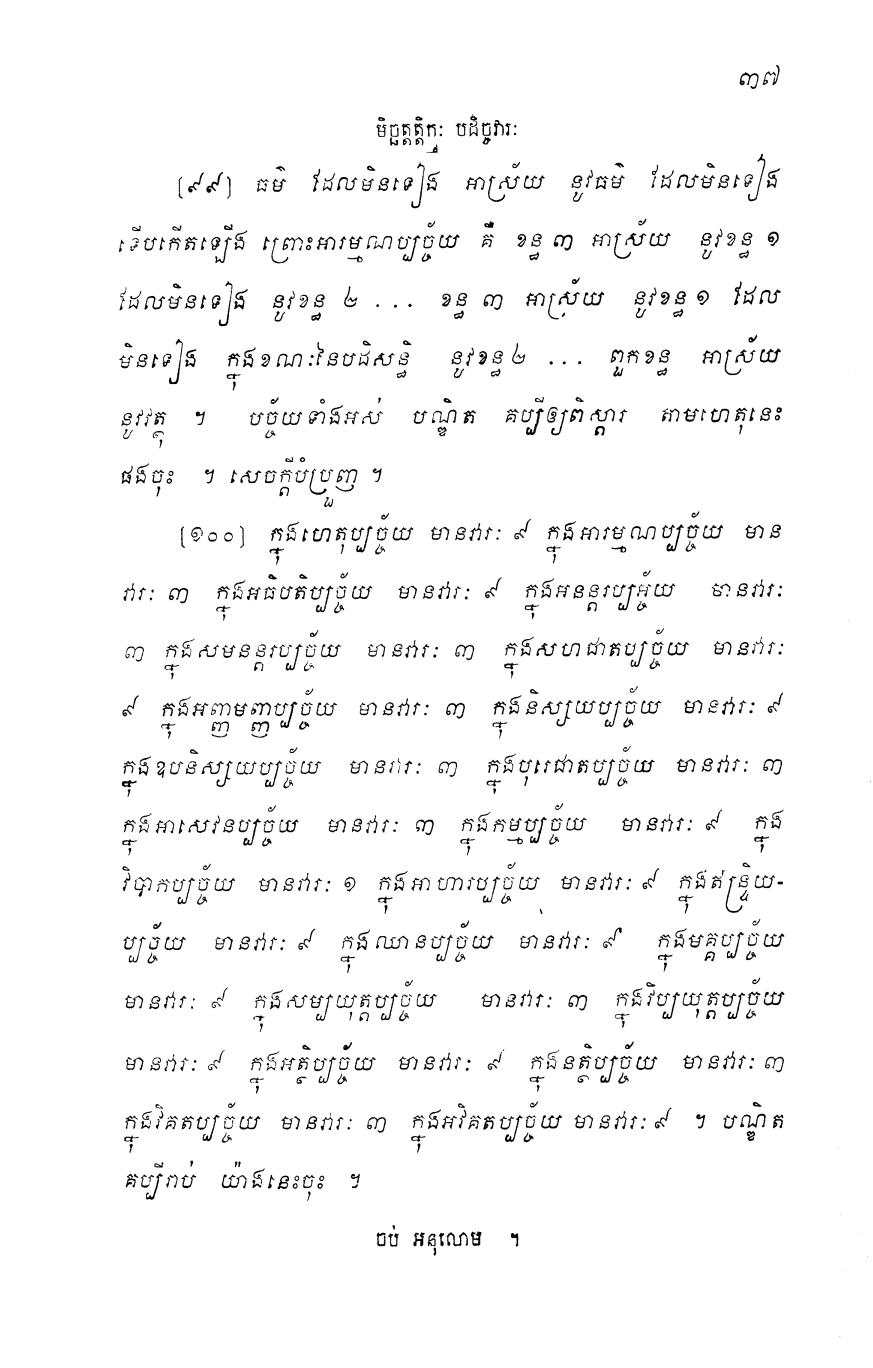 ៣៧
មិច្ឆត្តត្តិក្កៈ បដិច្ចវារៈ
[៩៩] ធម៌ ដែលមិនទៀង អាស្រ័យ នូវធម៌ ដែលមិនទៀង
ទើបកើតឡើង ព្រោះអារម្មណប្បច្ច័យ គឺ ខន្ធ ៣ អាស្រ័យ នូវខន្ធ ១
ដែលមិនទៀង នូវខន្ធ ២ ... ខន្ធ ៣ អាស្រ័យ នូវខន្ធ ១ ដែល
មិនទៀង ក្នុងខណៈនៃបដិសន្ធិ នូវខន្ធ ២ ... ពួកខន្ធ អាស្រ័យ
នូវវត្ថុ ។ បច្ច័យទាំងអស់ បណ្ឌិត គប្បីឲ្យពិស្តារ តាមហេតុនេះ
ផងចុះ ។ សេចក្តីបំប្រួញ ។
[១០០] ក្នុងហេតុប្បច្ច័យ មានវារៈ ៩ ក្នុងអារម្មណប្បច្ច័យ មាន
វារៈ ៣ ក្នុងអធិបតិប្បច្ច័យ មានវារៈ ៩ ក្នុងអនន្តរប្បច្ច័យ មានវារៈ
៣ ក្នុងសមនន្តរប្បច្ច័យ មានវារៈ ៣ ក្នុងសហជាតប្បច្ច័យ មានវារៈ
៩ ក្នុងអញ្ញាមញ្ញប្បច្ច័យ មានវារៈ ៣ ក្នុងនិស្សយប្បច្ច័យ មានវារៈ ៩
ក្នុងឧបនិស្សយប្បច្ច័យ មានវារៈ ៣ ក្នុងបុរេជាតប្បច្ច័យ មានវារៈ ៣
ក្នុងអាសេវនប្បច្ច័យ មានវារៈ ៣ ក្នុងកម្មប្បច្ច័យ មានវារៈ ៩ ក្នុង
វិបាកប្បច្ច័យ មានវារៈ ១ ក្នុងអាហារប្បច្ច័យ មានវារៈ ៩ ក្នុងឥន្ទ្រិយ-
ប្បច្ច័យ មានវារៈ ៩ ក្នុងឈានប្បច្ច័យ មានវារៈ ៩ ក្នុងមគ្គប្បច្ច័យ
មានវារៈ ៩ ក្នុងសម្បយុត្តប្បច្ច័យ មានវារៈ ៣ ក្នុងវិប្បយុត្តប្បច្ច័យ
មានវារៈ ៩ ក្នុងអត្ថិប្បច្ច័យ មានវារៈ ៩ ក្នុងនត្ថិប្បច្ច័យ មានវារៈ ៣
ក្នុងវិគតប្បច្ច័យ មានវារៈ ៣ ក្នុងអវិគតប្បច្ច័យ មានវារៈ ៩ ។ បណ្ឌិត
គប្បីរាប់ យ៉ាងនេះចុះ ។
ចប់ អនុលោម ។